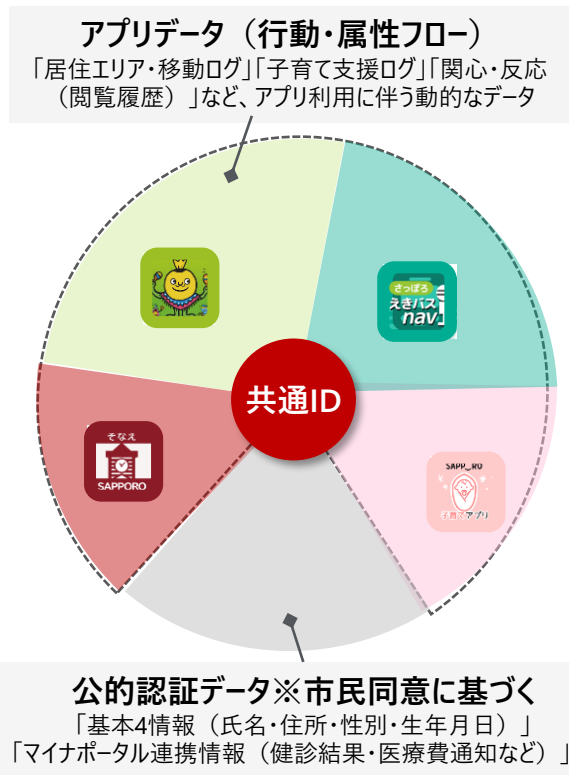 アプリデータ（行動・属性フロー）
「居住エリア・移動ログ」「子育て支援ログ」「関心・反応
（閲覧履歴）」など、アプリ利用に伴う動的なデータ
さっぽろ
えきバス
nav
共通ID
そなえ
SAPPORO
SAPP_RO
子育てアプリ
公的認証データ※市民同意に基づく
「基本4情報（氏名・住所・性別・生年月日）」
「マイナポータル連携情報（健診結果・医療費通知など）」